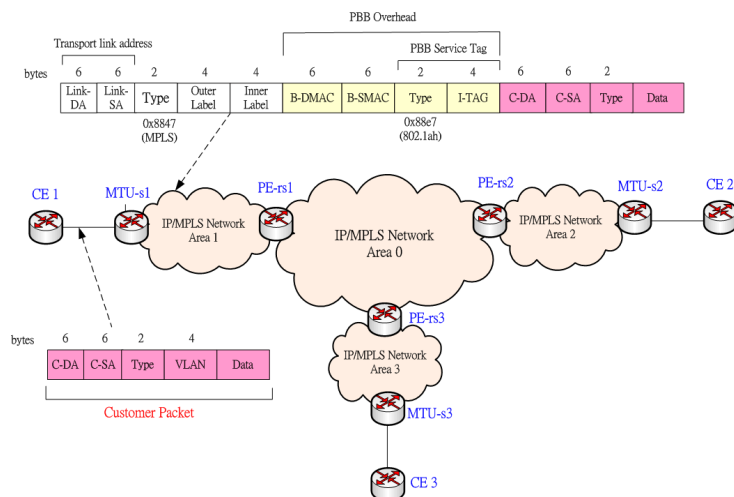 PBB Overhead
Transport link address
PBB Service Tag
bytes 6 6 2 4 4 6 6 2 4 6 6 2
Link-DA Link-SA Type Outer Label Inner Label B-DMAC B-SMAC Type I-TAG C-DA C-SA Type Data
0x8847 (MPLS)
0x88e7 (802.1ah)
CE 1
MTU-s1
PE-rs1
PE-rs2
MTU-s2
CE 2
IP/MPLS Network
Area 1
IP/MPLS Network
Area 0
IP/MPLS Network
Area 2
PE-rs3
bytes 6 6 2 4
IP/MPLS Network
Area 3
C-DA C-SA Type VLAN Data
Customer Packet
MTU-s3
CE 3